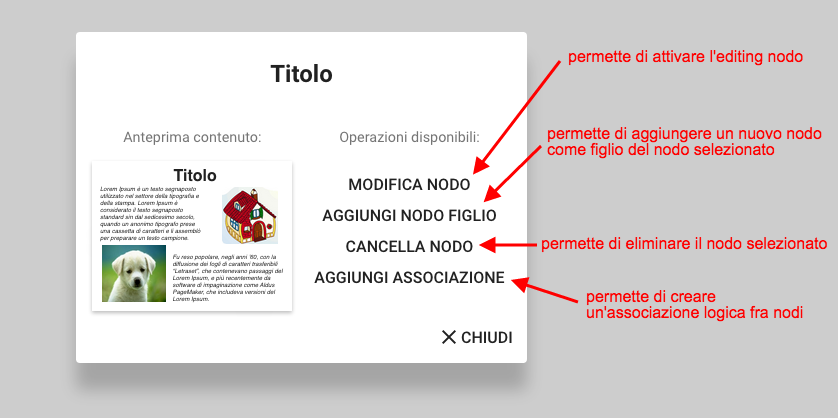 Titolo
permette di attivare l'editing nodo
Anteprima contenuto:
Operazioni disponibili:
permette di aggiungere un nuovo nodo
come figlio del nodo selezionato
Titolo
Lorem Ipsum è un testo segnaposto
utilizzato nel settore della tipografia e
della stampa. Lorem Ipsum è
considerato il testo segnaposto
standard sin dal sedicesimo secolo,
quando un anonimo tipografo prese
una cassetta di caratteri e li assemblò
per preparare un testo campione.
Fu reso popolare, negli anni '60, con la
diffusione dei fogli di caratteri trasferibili
"Letraset", che contenevano passaggi del
Lorem Ipsum, e più recentemente da
software di impaginazione come Aldus
PageMaker, che includeva versioni del
Lorem Ipsum.
MODIFICA NODO
AGGIUNGI NODO FIGLIO
CANCELLA NODO
permette di eliminare il nodo selezionato
AGGIUNGI ASSOCIAZIONE
permette di creare
un'associazione logica fra nodi
CHIUDI